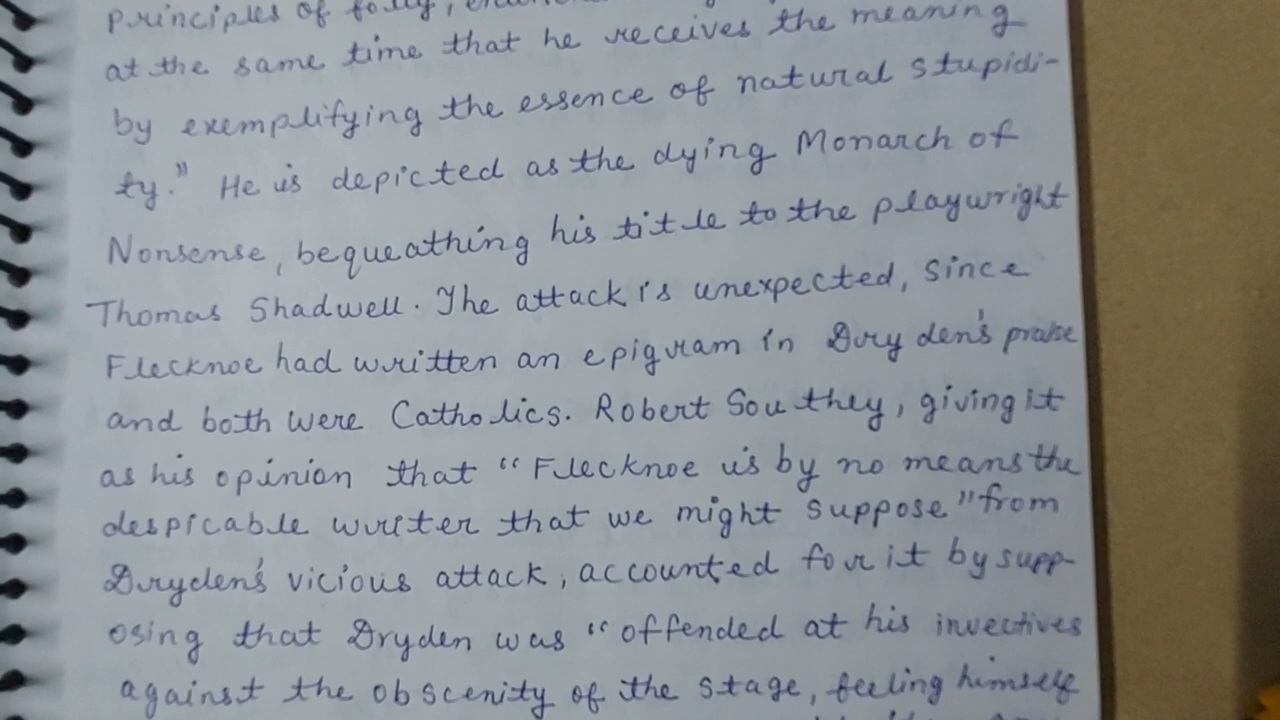 principles of folly,
at the same time that he receives the meaning
by exemplifying the essence of natural stupidi-
ty." He is depicted as the dying Monarch of
Nonsense, bequeathing his title to the playwright
Thomas Shadwell. The attack is unexpected, since
Flecknoe had written an epigram in Dryden's praise
and both were Catholics. Robert Southey, giving it
as his opinion that "Flecknoe is by no means the
despicable writer that we might suppose" from
Dryden's vicious attack, accounted for it by supp-
osing that Dryden was "offended at his invectives
against the obscenity of the stage, feeling himself